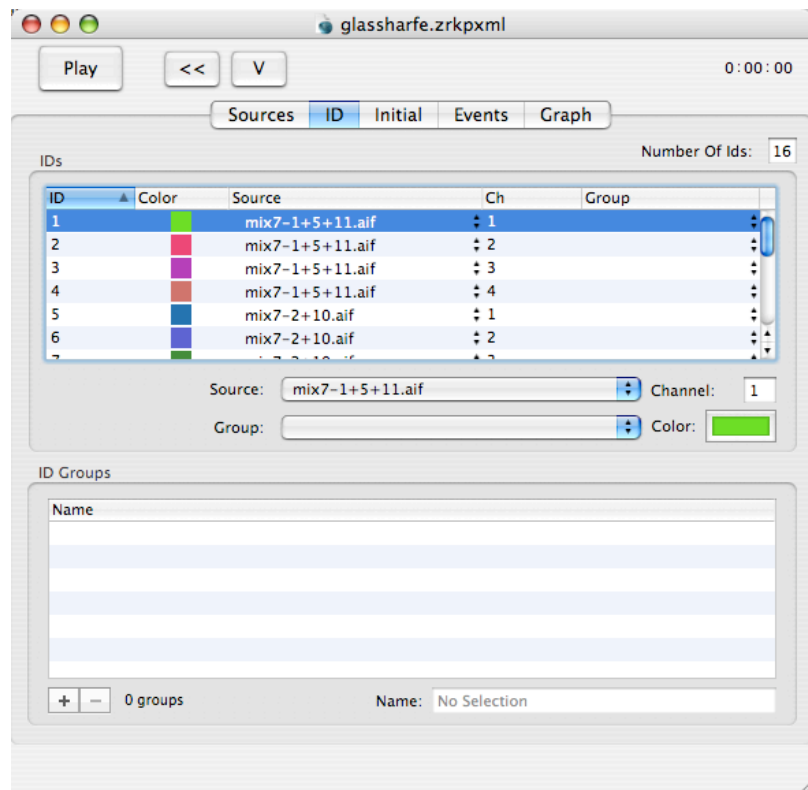 glassharfe.zrkpxml
Play << V 0:00:00
Sources ID Initial Events Graph
Number Of Ids: 16
IDs
ID Color Source Ch Group
1 mix7-1+5+11.aif 1
2 mix7-1+5+11.aif 2
3 mix7-1+5+11.aif 3
4 mix7-1+5+11.aif 4
5 mix7-2+10.aif 1
6 mix7-2+10.aif 2
Source: mix7-1+5+11.aif Channel: 1
Group: Color:
ID Groups
Name
+ − 0 groups Name: No Selection